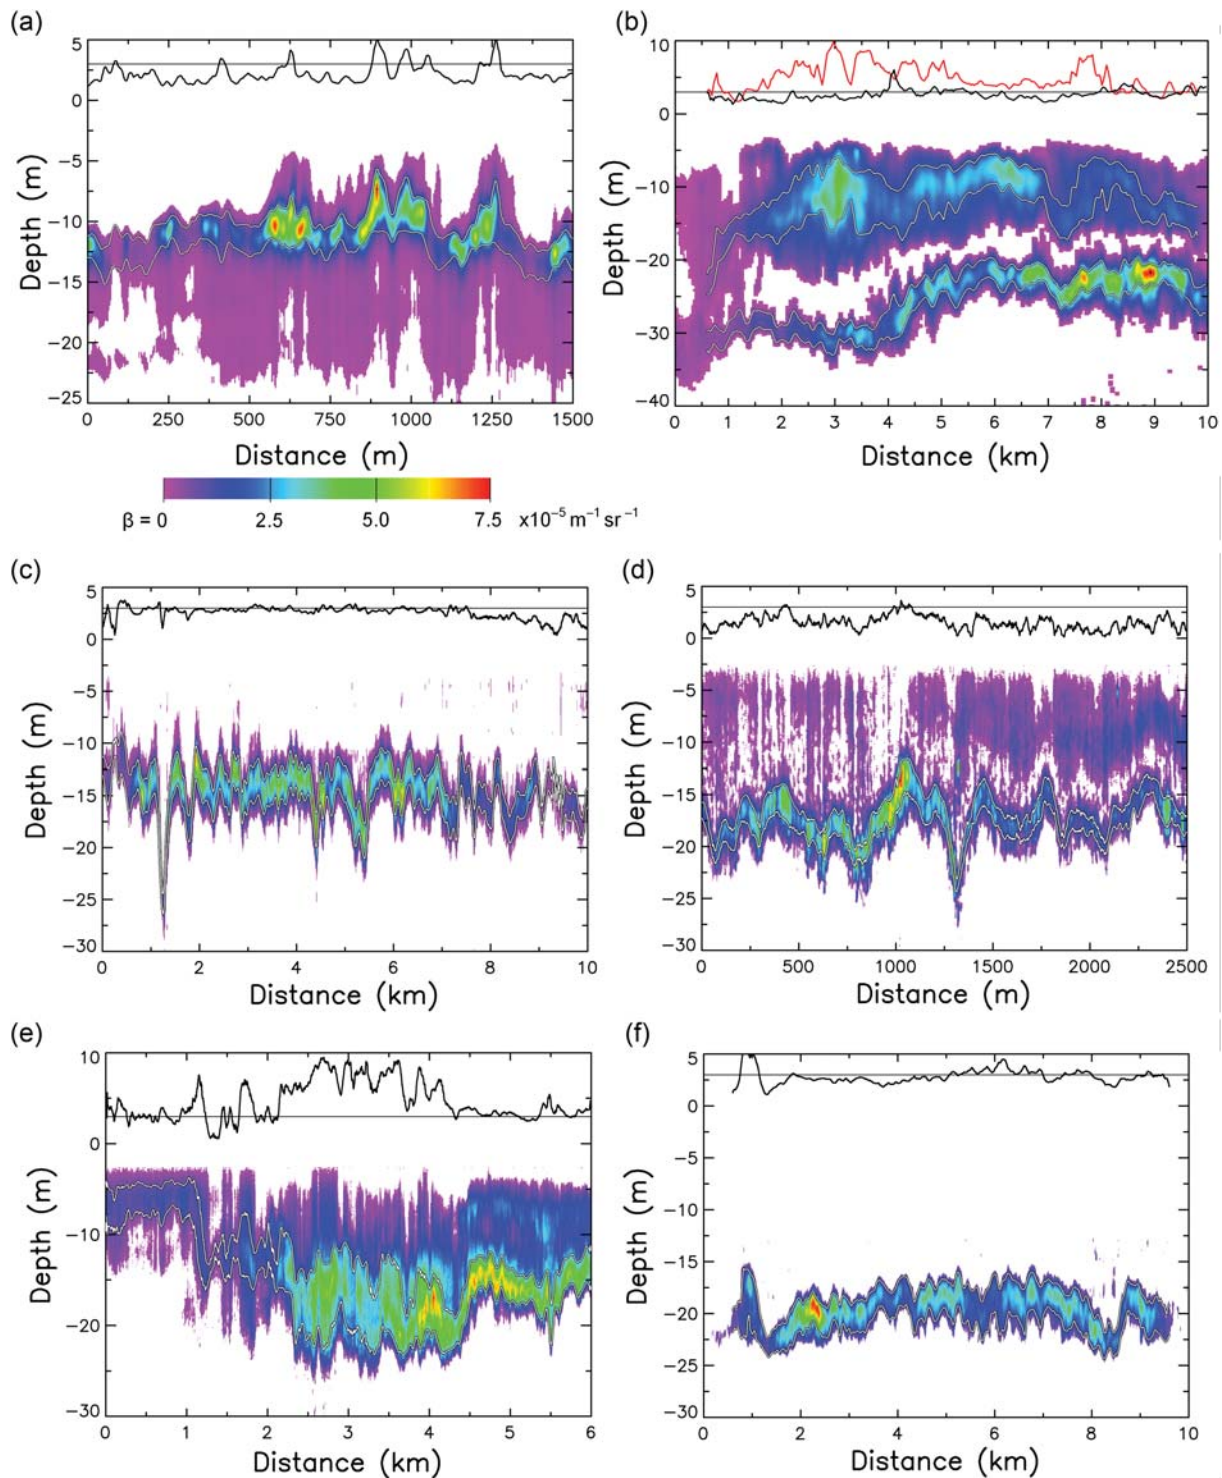 (a)
5
0
−5
−10
−15
−20
−25
Depth (m)
0 250 500 750 1000 1250 1500
Distance (m)
(b)
10
0
−10
−20
−30
−40
Depth (m)
0 1 2 3 4 5 6 7 8 9 10
Distance (km)
β = 0 2.5 5.0 7.5 x10⁻⁵ m⁻¹ sr⁻¹
(c)
5
0
−5
−10
−15
−20
−25
−30
Depth (m)
0 2 4 6 8 10
Distance (km)
(d)
5
0
−5
−10
−15
−20
−25
−30
Depth (m)
0 500 1000 1500 2000 2500
Distance (m)
(e)
10
0
−10
−20
−30
Depth (m)
0 1 2 3 4 5 6
Distance (km)
(f)
5
0
−5
−10
−15
−20
−25
−30
Depth (m)
0 2 4 6 8 10
Distance (km)